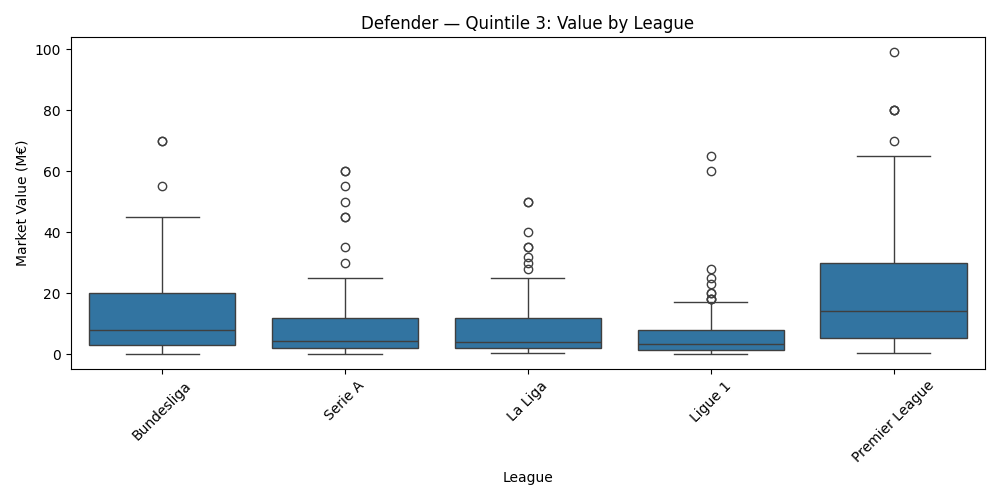 Defender — Quintile 3: Value by League
Market Value (M€)
100
80
60
40
20
0
Bundesliga
Serie A
La Liga
Ligue 1
Premier League
League